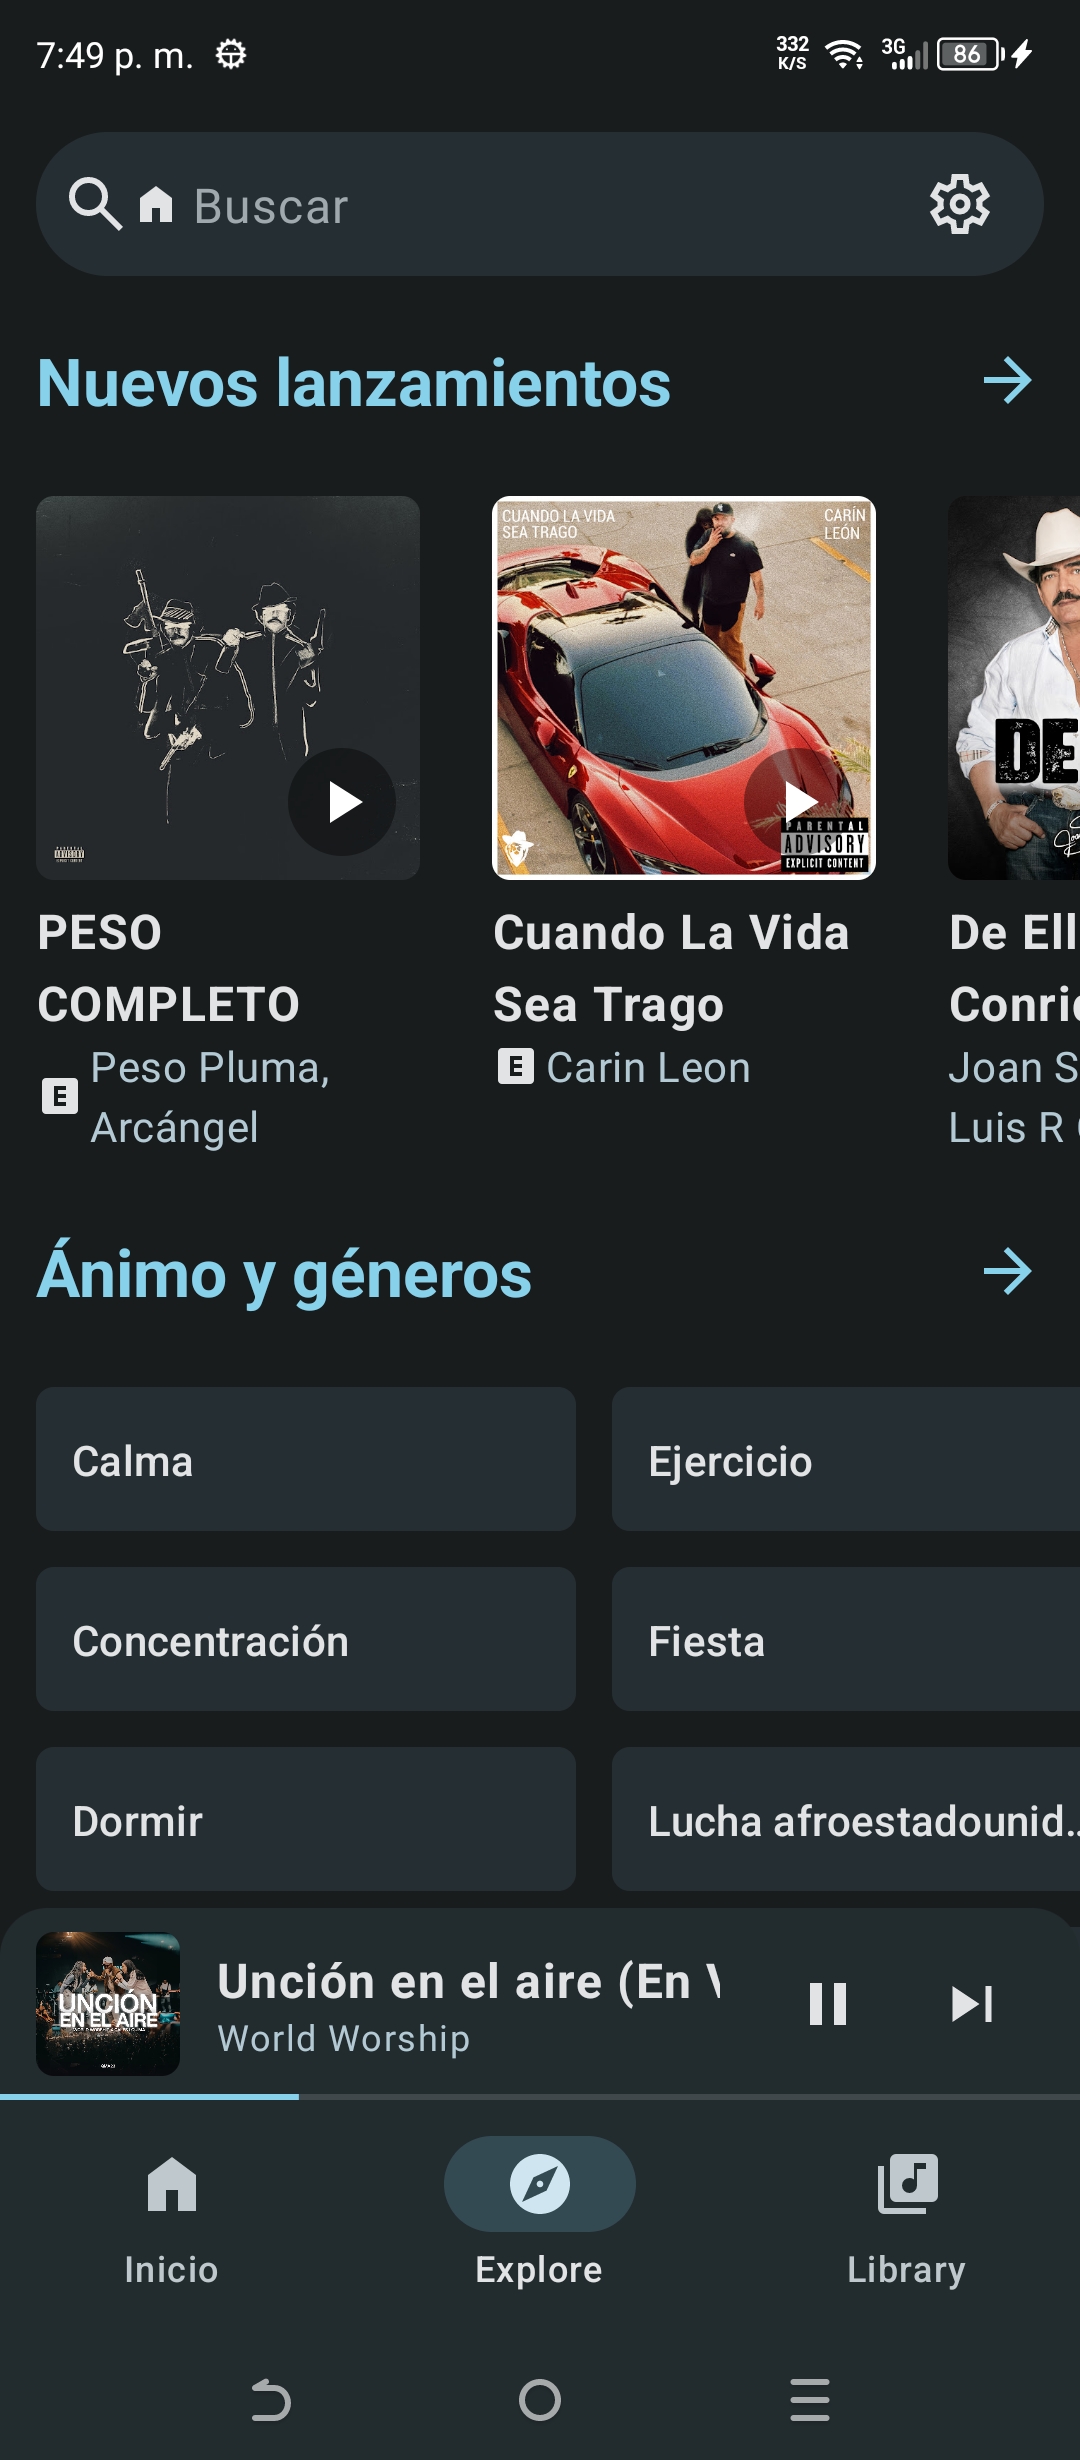 7:49 p. m.
332
K/S
3G
86
Buscar
Nuevos lanzamientos
CUANDO LA VIDA
SEA TRAGO
CARÍN
LEÓN
PARENTAL
ADVISORY
EXPLICIT CONTENT
DE
PESO
COMPLETO
E
Peso Pluma,
Arcángel
Cuando La Vida
Sea Trago
E Carin Leon
De Ell
Conri
Joan S
Luis R
Ánimo y géneros
Calma
Ejercicio
Concentración
Fiesta
Dormir
Lucha afroestadounid...
UNCIÓN
EN EL AIRE
Unción en el aire (En V
World Worship
Inicio
Explore
Library